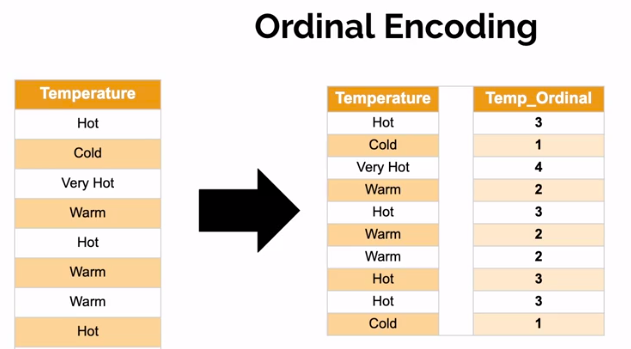 Ordinal Encoding
Temperature
Hot
Cold
Very Hot
Warm
Hot
Warm
Warm
Hot
Temperature Temp_Ordinal
Hot 3
Cold 1
Very Hot 4
Warm 2
Hot 3
Warm 2
Warm 2
Hot 3
Hot 3
Cold 1